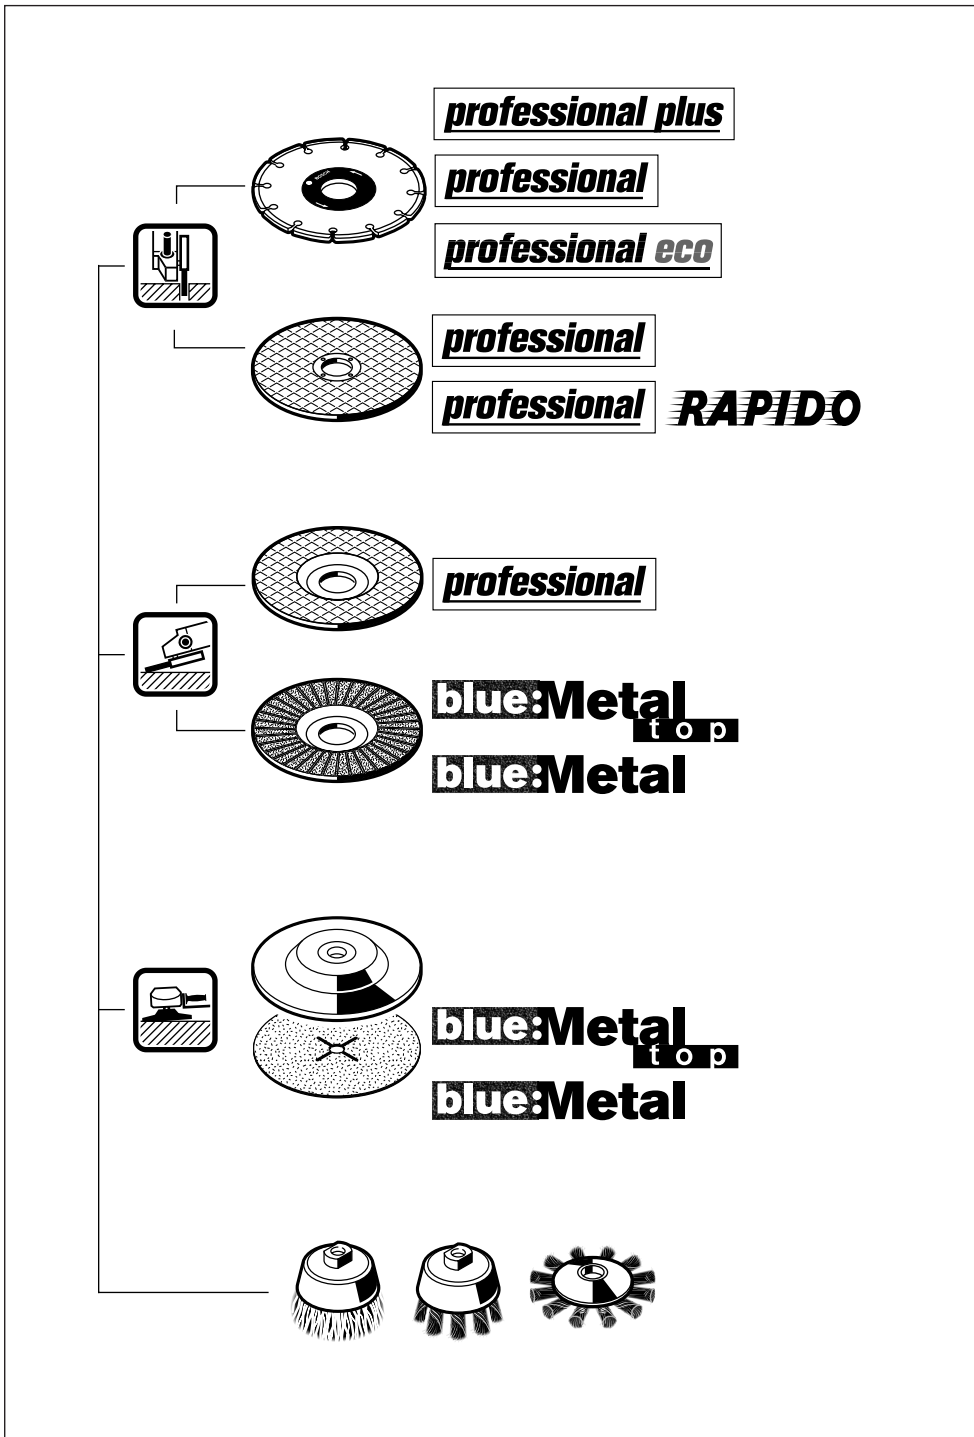 professional plus
BOSCH
professional
professional eco
professional
professional RAPIDO
professional
blue:Metal
top
blue:Metal
blue:Metal
top
blue:Metal